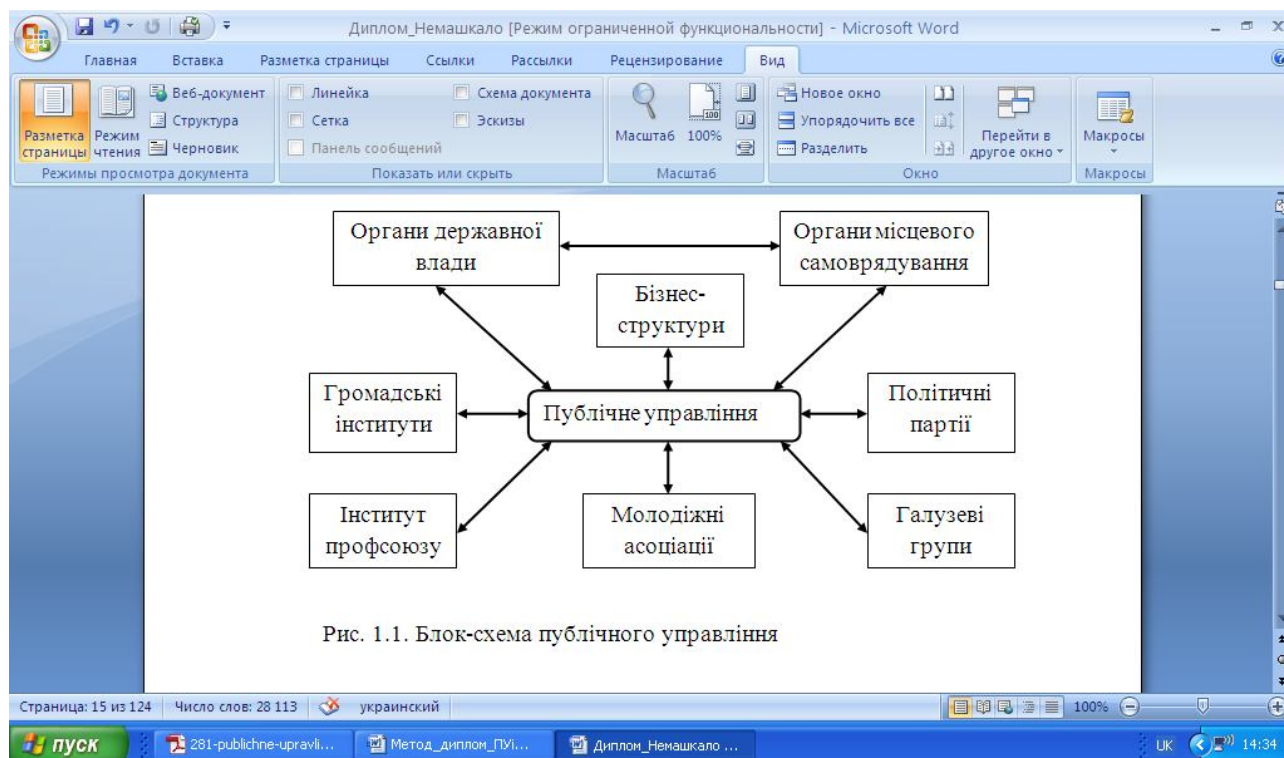 Диплом_Немашкало [Режим ограниченной функциональности] - Microsoft Word
Главная Вставка Разметка страницы Ссылки Рассылки Рецензирование Вид
Разметка страницы
Режим чтения
Веб-документ
Структура
Черновик
Режимы просмотра документа
Линейка
Сетка
Панель сообщений
Схема документа
Эскизы
Показать или скрыть
Масштаб
100
100%
Масштаб
Новое окно
Упорядочить все
Разделить
Перейти в
другое окно
Окно
Макросы
Макросы
Органи державної
влади
Органи місцевого
самоврядування
Бізнес-
структури
Громадські
інститути
Публічне управління
Політичні
партії
Інститут
профсоюзу
Молодіжні
асоціації
Галузеві
групи
Рис. 1.1. Блок-схема публічного управління
Страница: 15 из 124 Число слов: 28 113 украинский 100%
пуск 281-publichne-upravli... Метод_диплом_ПУі... Диплом_Немашкало ... UK 14:34